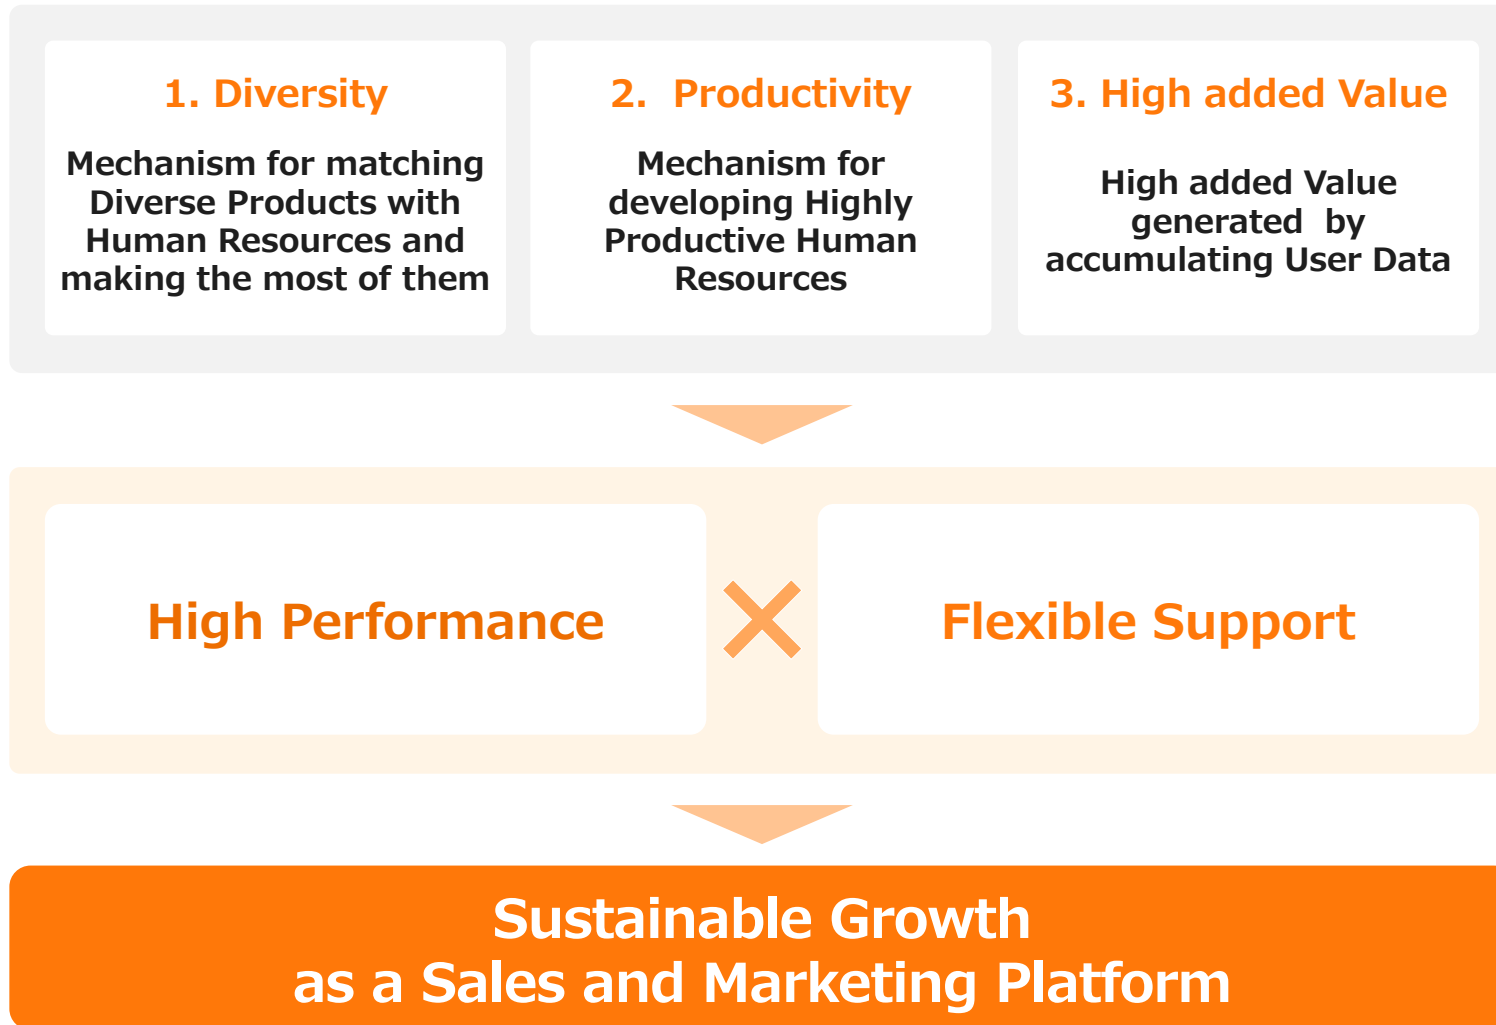 1. Diversity
Mechanism for matching
Diverse Products with
Human Resources and
making the most of them
2. Productivity
Mechanism for
developing Highly
Productive Human
Resources
3. High added Value
High added Value
generated by
accumulating User Data
High Performance
×
Flexible Support
Sustainable Growth
as a Sales and Marketing Platform